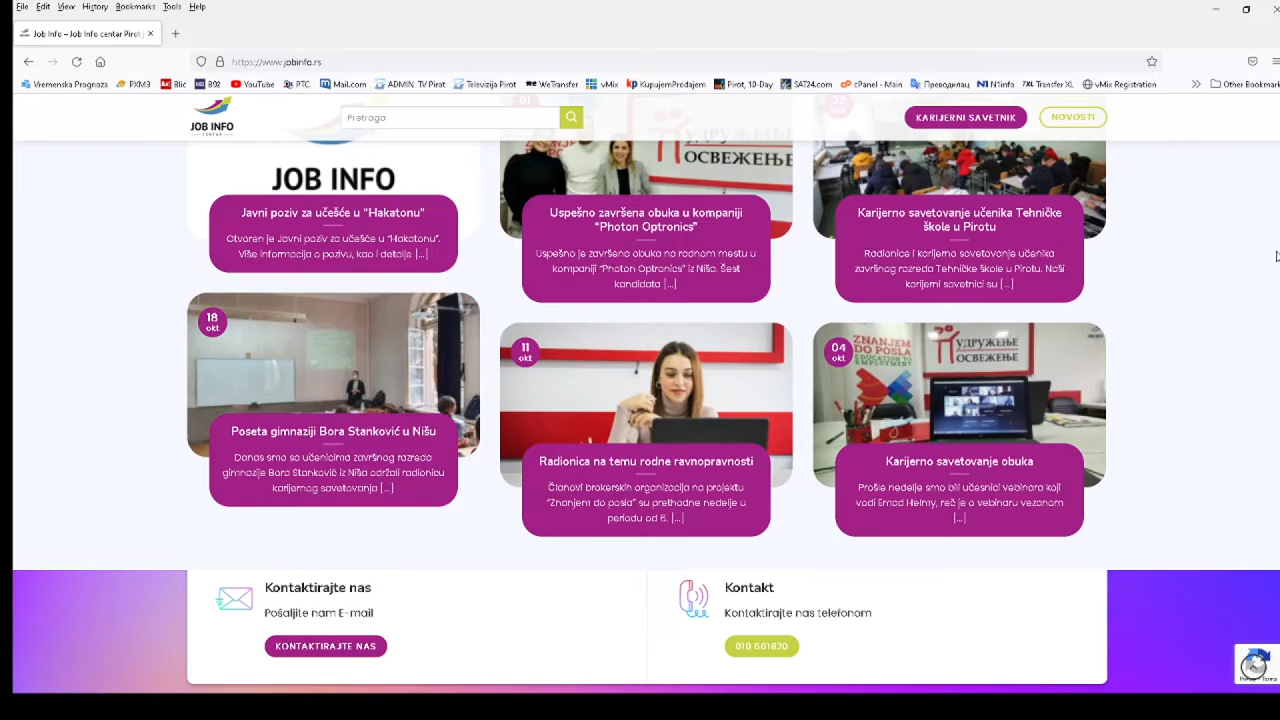 File Edit View History Bookmarks Tools Help
Job Info – Job Info centar Pirot
https://www.jobinfo.rs
Vremenska Prognoza PXM3 Blic B92 YouTube PTC Mail.com ADMIN TV Pirot Televizija Pirot WeTransfer vMix KupujemProdajem Pirot, 10-Day SAT24.com cPanel - Main Преводилац N1info Transfer XL vMix Registration Other Bookmarks
JOB INFO
CENTAR
Pretraga
KARIJERNI SAVETNIK
NOVOSTI
01
22
JOB INFO
УДРУЖЕЊЕ
ОСВЕЖЕЊЕ
Javni poziv za učešće u “Hakatonu”
Otvoren je Javni poziv za učešće u “Hakatonu”.
Više informacija o pozivu, kao i detalje [...]
Uspešno završena obuka u kompaniji
“Photon Optronics”
Uspešno je završena obuka na radnom mestu u
kompaniji “Photon Optronics” iz Niša. Šest
kandidata [...]
Karijerno savetovanje učenika Tehničke
škole u Pirotu
Radionice i karijerno savetovanje učenika
završnog razreda Tehničke škole u Pirotu. Naši
karijerni savetnici su [...]
18
okt
Poseta gimnaziji Bora Stanković u Nišu
Danas smo sa učenicima završnog razreda
gimnazije Bora Stanković iz Niša održali radionicu
karijernog savetovanja [...]
11
okt
Radionica na temu rodne ravnopravnosti
Članovi brokerskih organizacija na projektu
“Znanjem do posla” su prethodne nedelje u
periodu od 6. [...]
04
okt
ZNANJEM
DO POSLA
EDUCATION TO
EMPLOYMENT
УДРУЖЕЊЕ
ОСВЕЖЕЊЕ
Karijerno savetovanje obuka
Prošle nedelje smo bili učesnici vebinara koji
vodi Emad Helmy, reč je o vebinaru vezanom
[...]
Kontaktirajte nas
Pošaljite nam E-mail
KONTAKTIRAJTE NAS
Kontakt
Kontaktirajte nas telefonom
010 501820